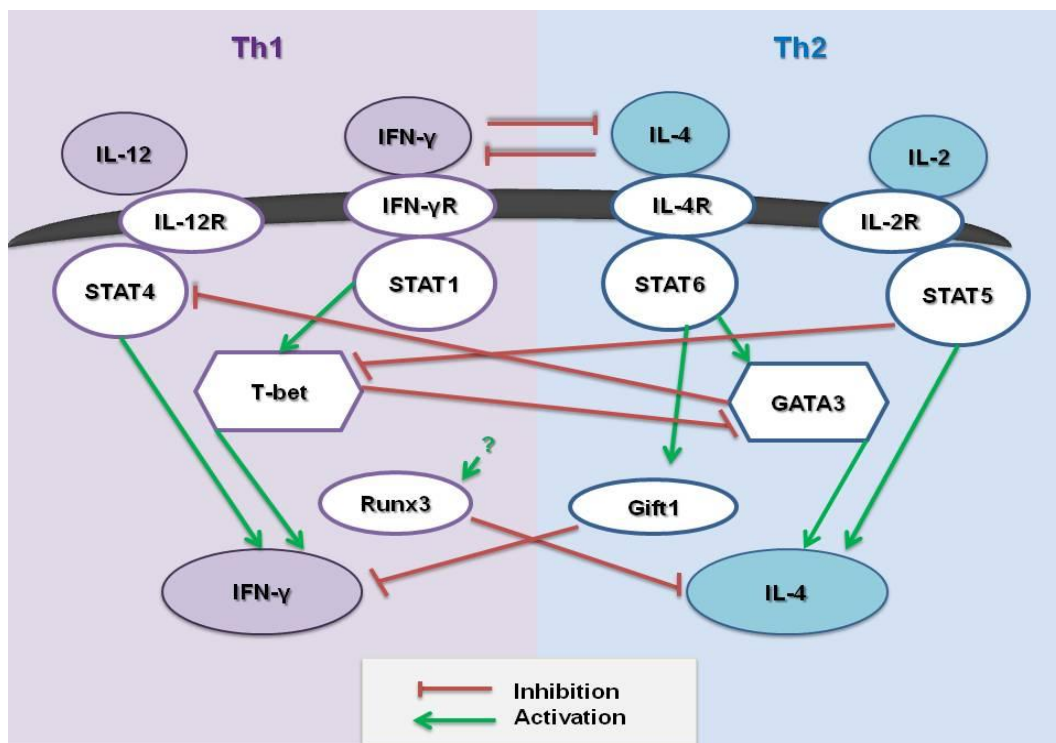 Th1
Th2
IL-12
IFN-γ
IL-4
IL-2
IL-12R
IFN-γR
IL-4R
IL-2R
STAT4
STAT1
STAT6
STAT5
T-bet
GATA3
?
Runx3
Gift1
IFN-γ
IL-4
Inhibition
Activation